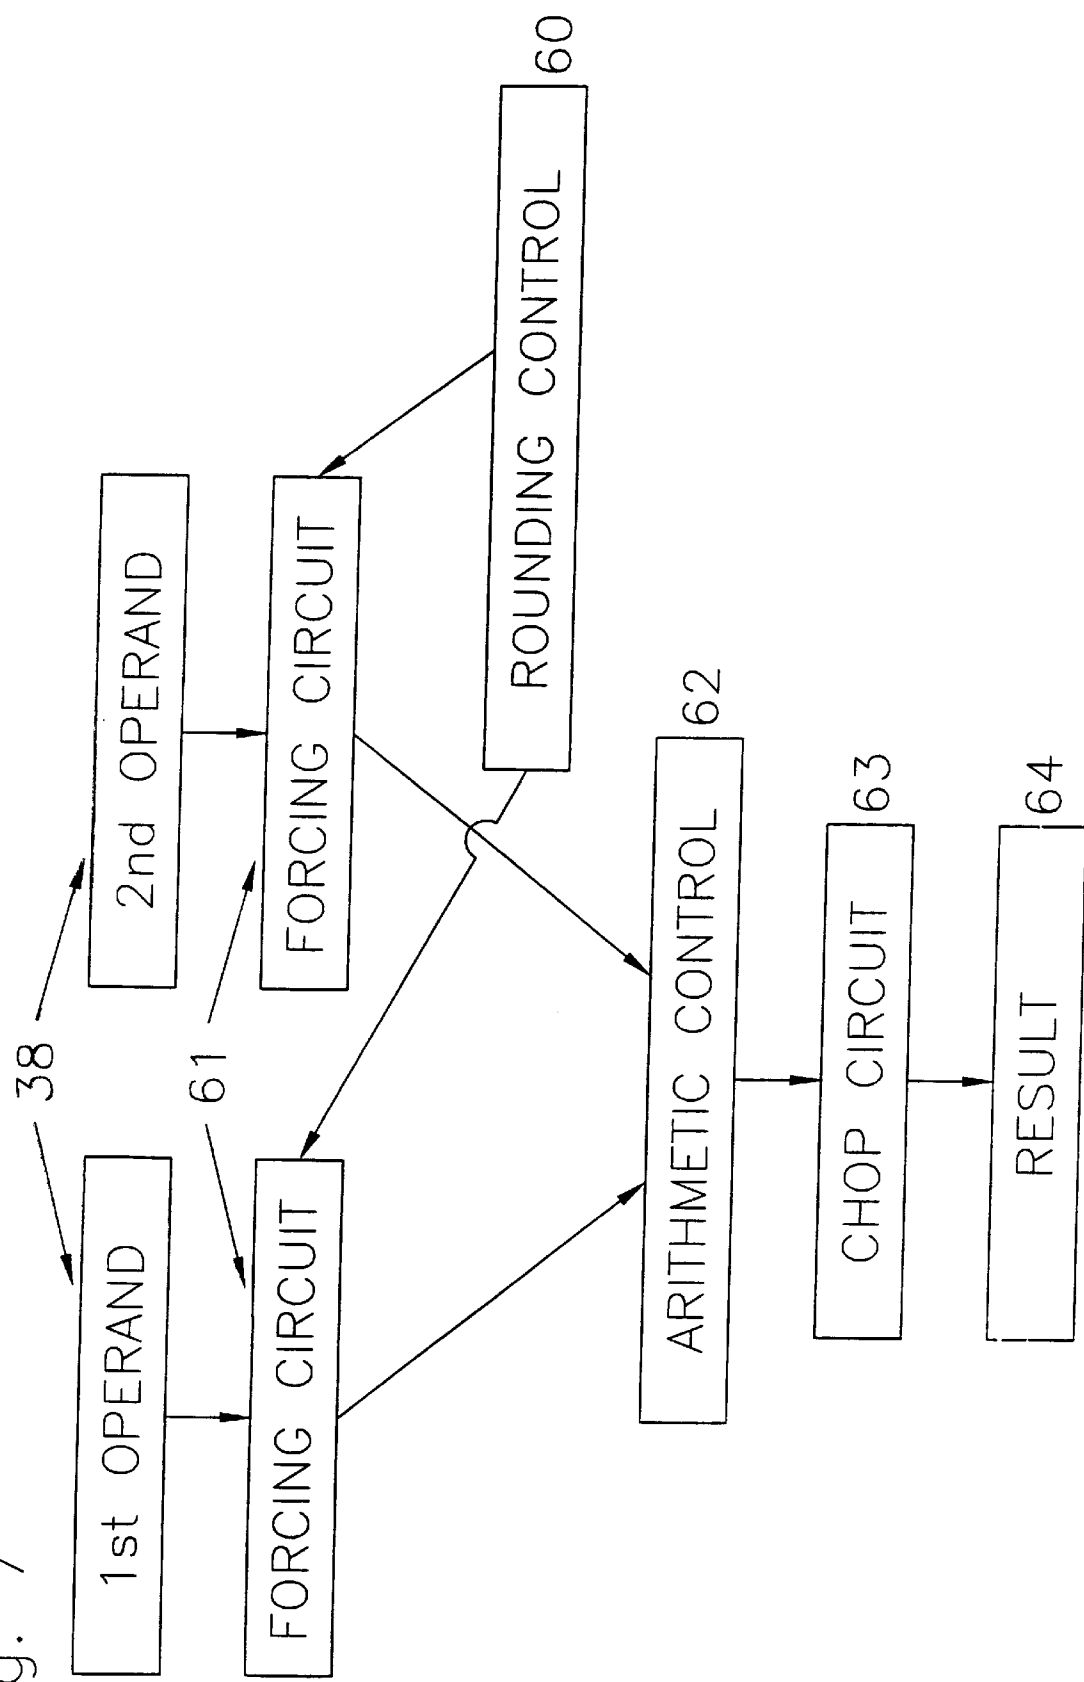 g. 7
38
1st OPERAND
2nd OPERAND
61
FORCING CIRCUIT
FORCING CIRCUIT
ROUNDING CONTROL
60
ARITHMETIC CONTROL
62
CHOP CIRCUIT
63
RESULT
64